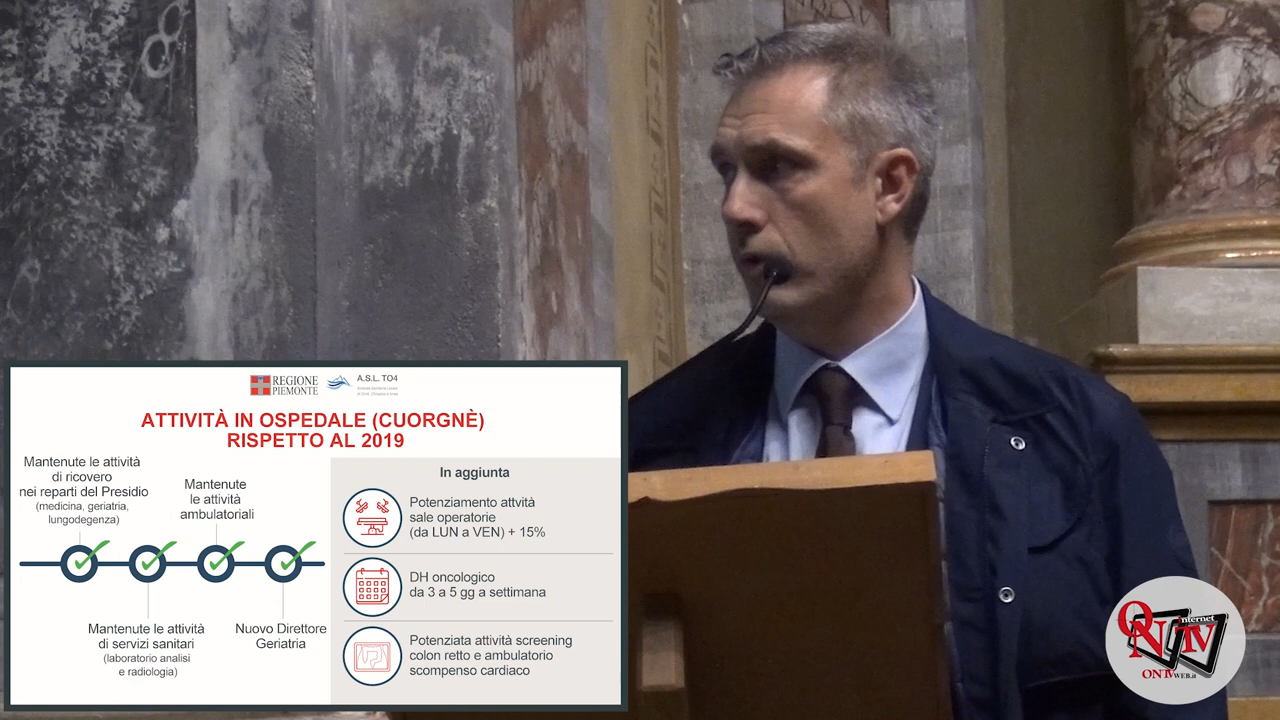 REGIONE
PIEMONTE
A.S.L. TO4
ATTIVITÀ IN OSPEDALE (CUORGNÈ)
RISPETTO AL 2019
Mantenute le attività
di ricovero
nei reparti del Presidio
(medicina, geriatria,
lungodegenza)
Mantenute
le attività
ambulatoriali
Mantenute le attività
di servizi sanitari
(laboratorio analisi
e radiologia)
Nuovo Direttore
Geriatria
In aggiunta
Potenziamento attvità
sale operatorie
(da LUN a VEN) + 15%
DH oncologico
da 3 a 5 gg a settimana
Potenziata attività screening
colon retto e ambulatorio
scompenso cardiaco
ON
internet
TV
ON TV WEB.it